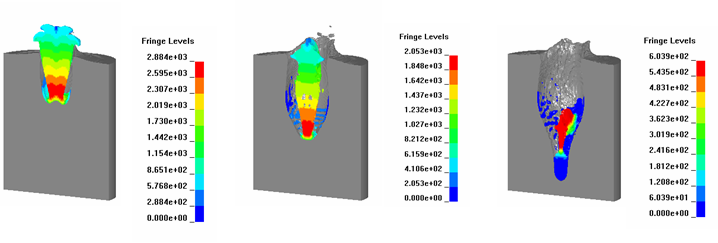 Fringe Levels
2.884e+03
2.595e+03
2.307e+03
2.019e+03
1.730e+03
1.442e+03
1.154e+03
8.651e+02
5.768e+02
2.884e+02
0.000e+00
Fringe Levels
2.053e+03
1.848e+03
1.642e+03
1.437e+03
1.232e+03
1.027e+03
8.212e+02
6.159e+02
4.106e+02
2.053e+02
0.000e+00
Fringe Levels
6.039e+02
5.435e+02
4.831e+02
4.227e+02
3.623e+02
3.019e+02
2.416e+02
1.812e+02
1.208e+02
6.039e+01
0.000e+00